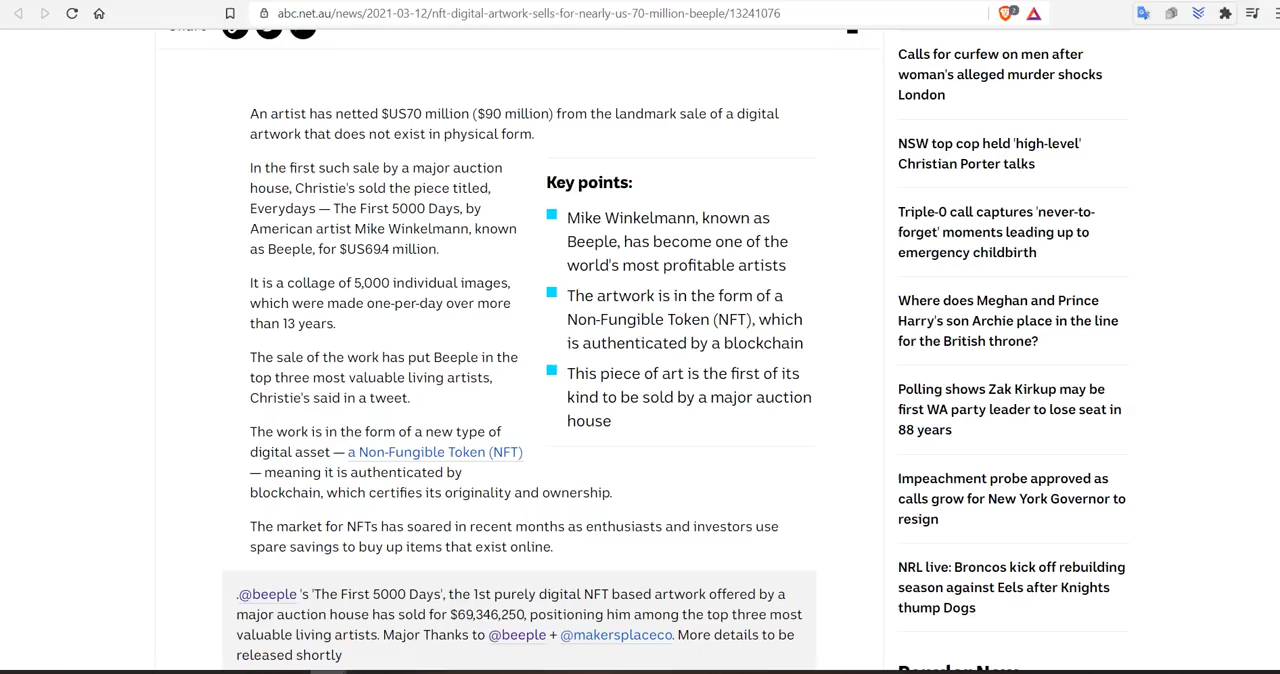 abc.net.au/news/2021-03-12/nft-digital-artwork-sells-for-nearly-us-70-million-beeple/13241076
2
An artist has netted $US70 million ($90 million) from the landmark sale of a digital
artwork that does not exist in physical form.
In the first such sale by a major auction
house, Christie's sold the piece titled,
Everydays — The First 5000 Days, by
American artist Mike Winkelmann, known
as Beeple, for $US69.4 million.
It is a collage of 5,000 individual images,
which were made one-per-day over more
than 13 years.
The sale of the work has put Beeple in the
top three most valuable living artists,
Christie's said in a tweet.
The work is in the form of a new type of
digital asset — a Non-Fungible Token (NFT)
— meaning it is authenticated by
blockchain, which certifies its originality and ownership.
The market for NFTs has soared in recent months as enthusiasts and investors use
spare savings to buy up items that exist online.
.@beeple 's 'The First 5000 Days', the 1st purely digital NFT based artwork offered by a
major auction house has sold for $69,346,250, positioning him among the top three most
valuable living artists. Major Thanks to @beeple + @makersplaceco. More details to be
released shortly
Key points:
Mike Winkelmann, known as
Beeple, has become one of the
world's most profitable artists
The artwork is in the form of a
Non-Fungible Token (NFT), which
is authenticated by a blockchain
This piece of art is the first of its
kind to be sold by a major auction
house
Calls for curfew on men after
woman's alleged murder shocks
London
NSW top cop held 'high-level'
Christian Porter talks
Triple-0 call captures 'never-to-
forget' moments leading up to
emergency childbirth
Where does Meghan and Prince
Harry's son Archie place in the line
for the British throne?
Polling shows Zak Kirkup may be
first WA party leader to lose seat in
88 years
Impeachment probe approved as
calls grow for New York Governor to
resign
NRL live: Broncos kick off rebuilding
season against Eels after Knights
thump Dogs